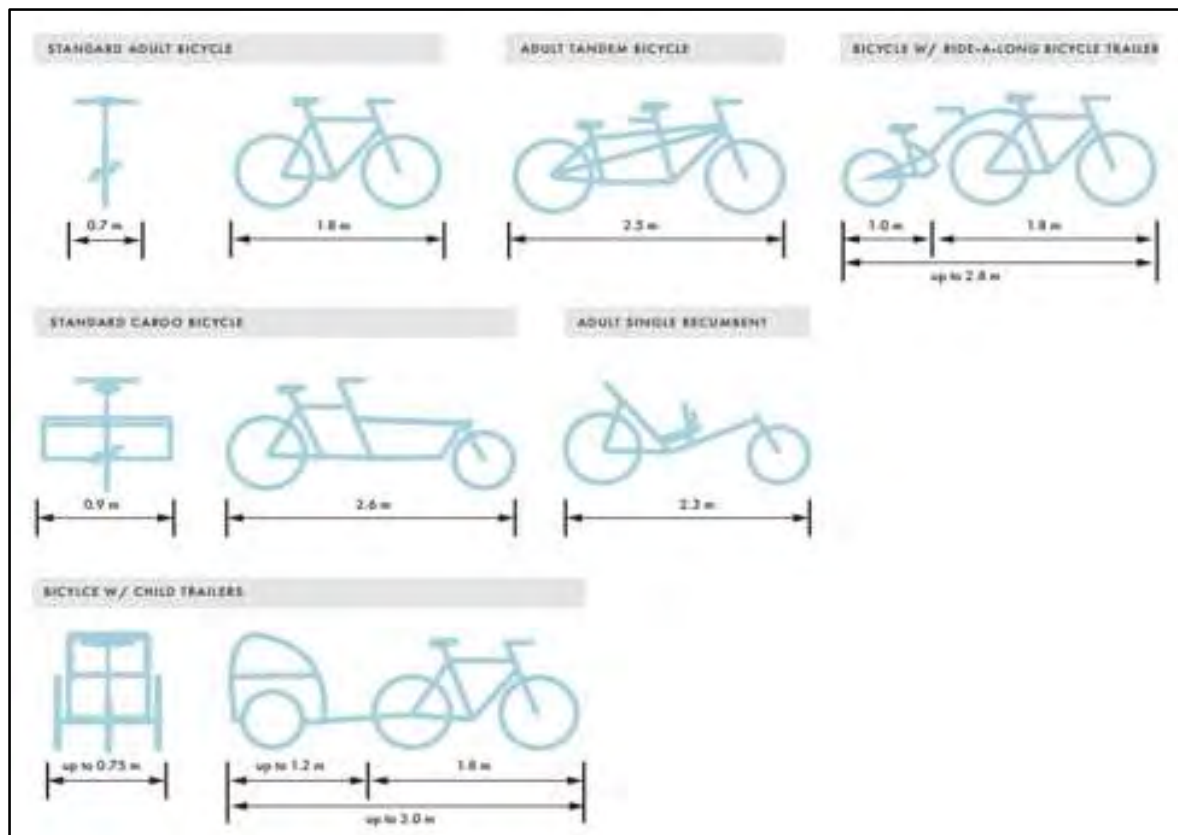 STANDARD ADULT BICYCLE
ADULT TANDEM BICYCLE
BICYCLE W/ RIDE-A-LONG BICYCLE TRAILER
0.7 m
1.8 m
2.5 m
1.0 m
1.8 m
up to 2.8 m
STANDARD CARGO BICYCLE
ADULT SINGLE RECUMBENT
0.9 m
2.6 m
2.3 m
BICYLCE W/ CHILD TRAILERS
up to 0.75 m
up to 1.2 m
1.8 m
up to 3.0 m